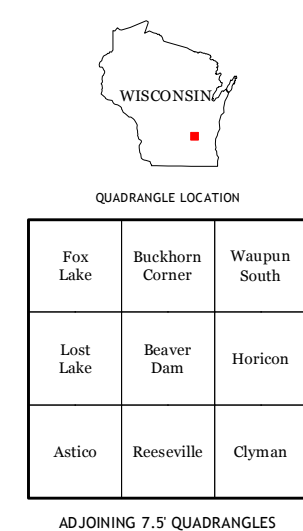 WISCONSIN
QUADRANGLE LOCATION
Fox
Lake
Buckhorn
Corner
Waupun
South
Lost
Lake
Beaver
Dam
Horicon
Astico
Reeseville
Clyman
ADJOINING 7.5' QUADRANGLES